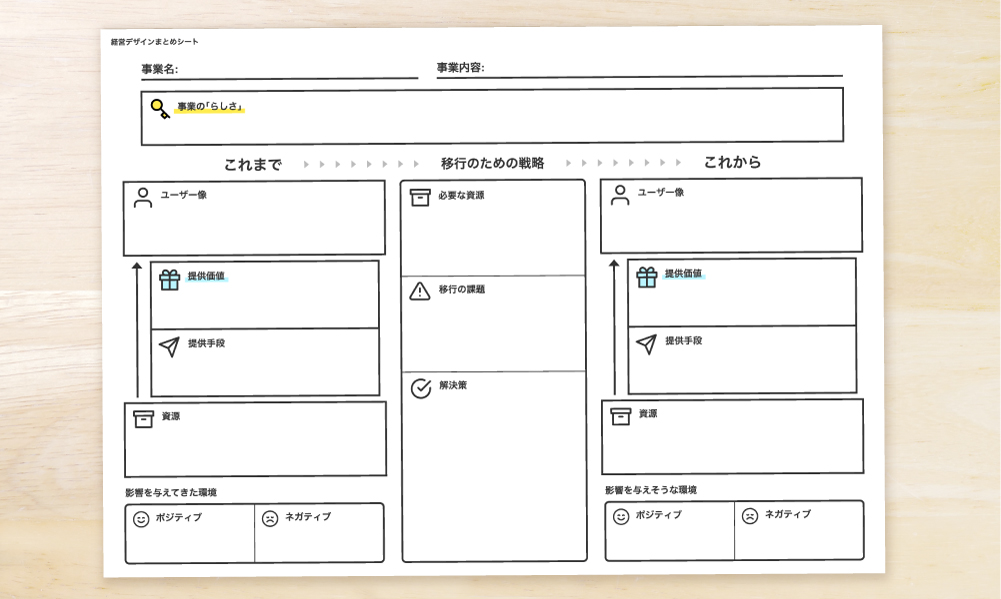 経営デザインまとめシート
事業名:
事業内容:
事業の「らしさ」
これまで
移行のための戦略
これから
ユーザー像
提供価値
提供手段
資源
影響を与えてきた環境
ポジティブ
ネガティブ
必要な資源
移行の課題
解決策
ユーザー像
提供価値
提供手段
資源
影響を与えそうな環境
ポジティブ
ネガティブ